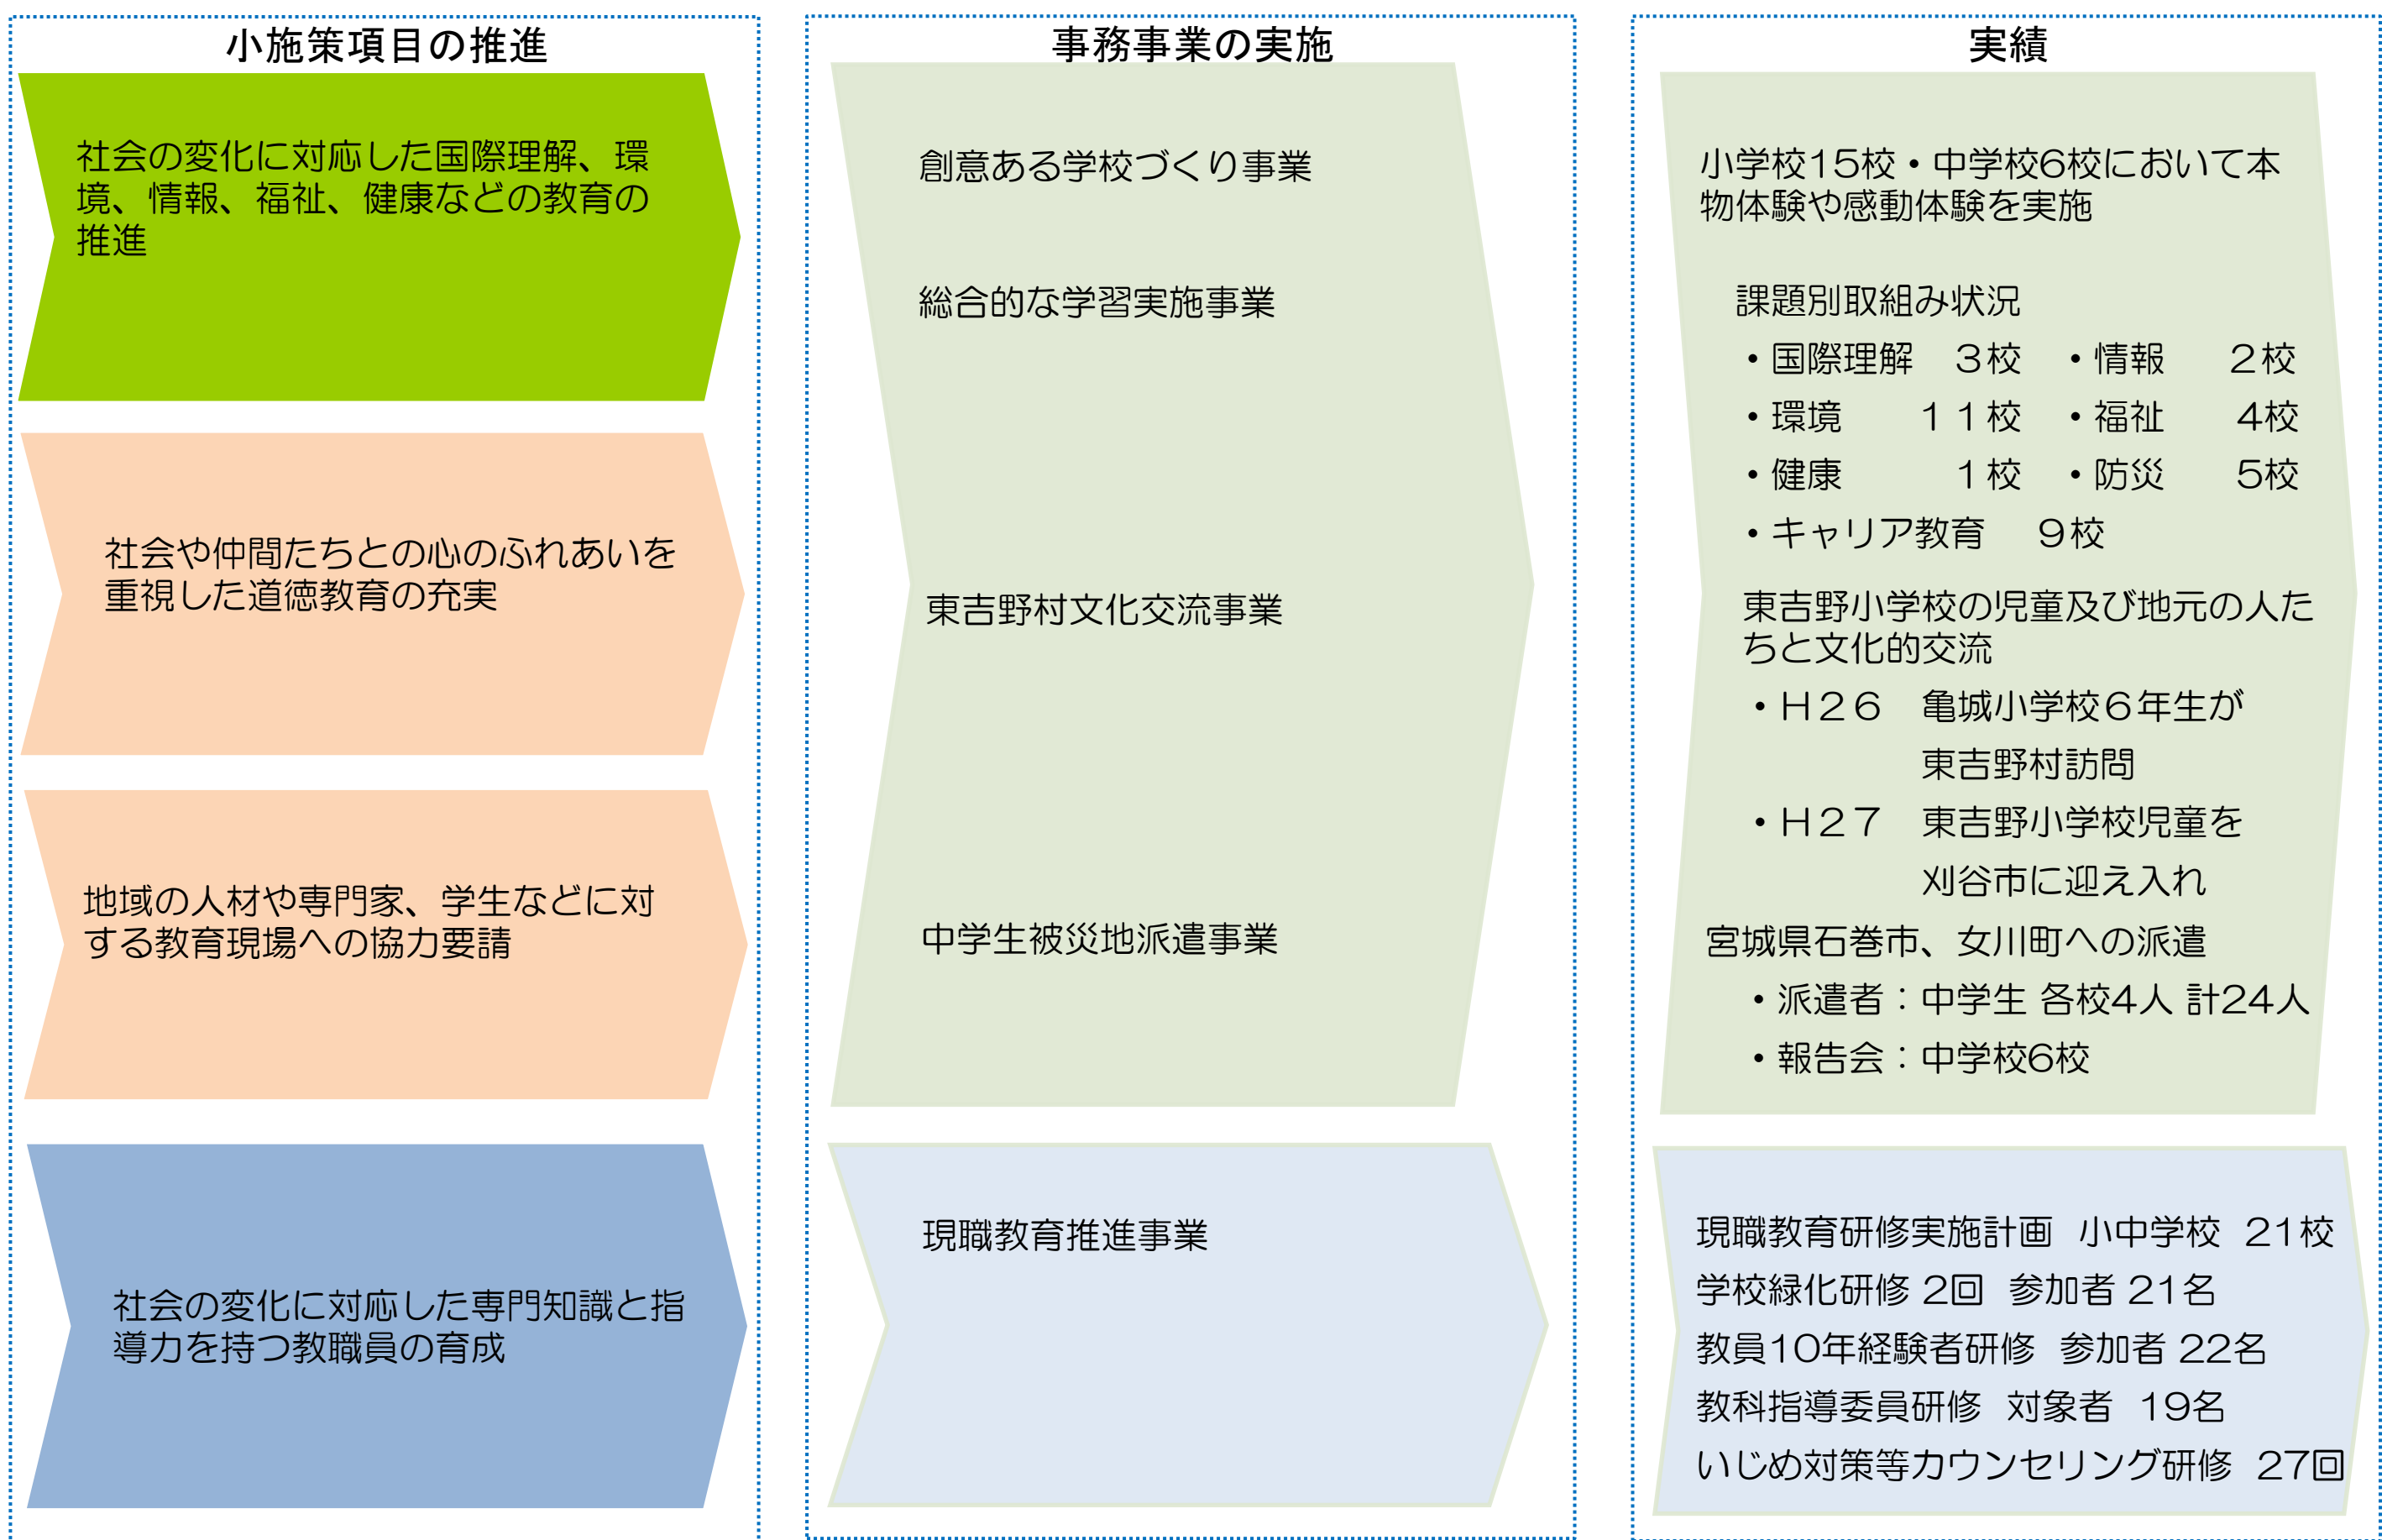 小施策項目の推進
社会の変化に対応した国際理解、環
境、情報、福祉、健康などの教育の
推進
社会や仲間たちとの心のふれあいを
重視した道徳教育の充実
地域の人材や専門家、学生などに対
する教育現場への協力要請
社会の変化に対応した専門知識と指
導力を持つ教職員の育成
事務事業の実施
創意ある学校づくり事業
総合的な学習実施事業
東吉野村文化交流事業
中学生被災地派遣事業
現職教育推進事業
実績
小学校15校・中学校6校において本
物体験や感動体験を実施
課題別取組み状況
・国際理解　3校　・情報　　2校
・環境　　11校　・福祉　　4校
・健康　　　1校　・防災　　5校
・キャリア教育　9校
東吉野小学校の児童及び地元の人た
ちと文化的交流
・H26　亀城小学校6年生が
東吉野村訪問
・H27　東吉野小学校児童を
刈谷市に迎え入れ
宮城県石巻市、女川町への派遣
・派遣者：中学生 各校4人 計24人
・報告会：中学校6校
現職教育研修実施計画 小中学校 21校
学校緑化研修 2回 参加者 21名
教員10年経験者研修 参加者 22名
教科指導委員研修 対象者 19名
いじめ対策等カウンセリング研修 27回